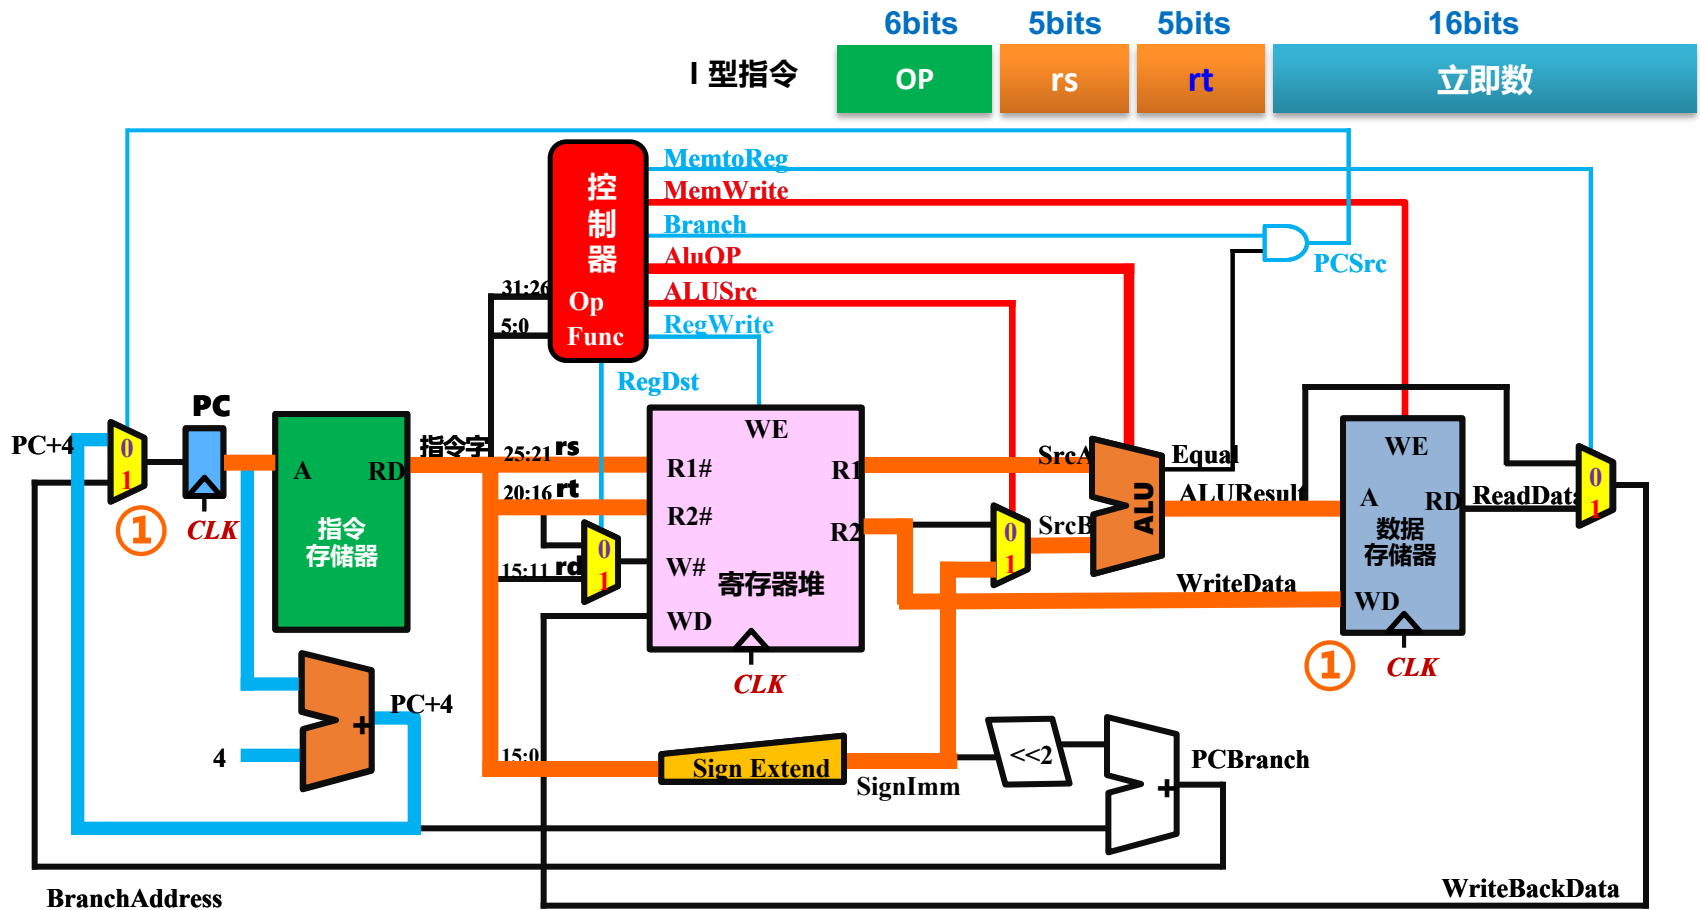 6bits 5bits 5bits 16bits
I 型指令 OP rs rt 立即数
控制器
Op
Func
MemtoReg
MemWrite
Branch
AluOP
ALUSrc
RegWrite
RegDst
PCSrc
31:26
5:0
PC+4
0
1
①
PC
CLK
A
RD
指令
存储器
指令字
25:21 rs
20:16 rt
15:11 rd
0
1
WE
R1#
R2#
W#
WD
R1
R2
寄存器堆
CLK
SrcA
SrcB
0
1
ALU
Equal
ALUResult
WriteData
WE
A
RD
数据
存储器
WD
①
CLK
ReadData
0
1
4
+
PC+4
15:0
Sign Extend
SignImm
<<2
+
PCBranch
BranchAddress
WriteBackData